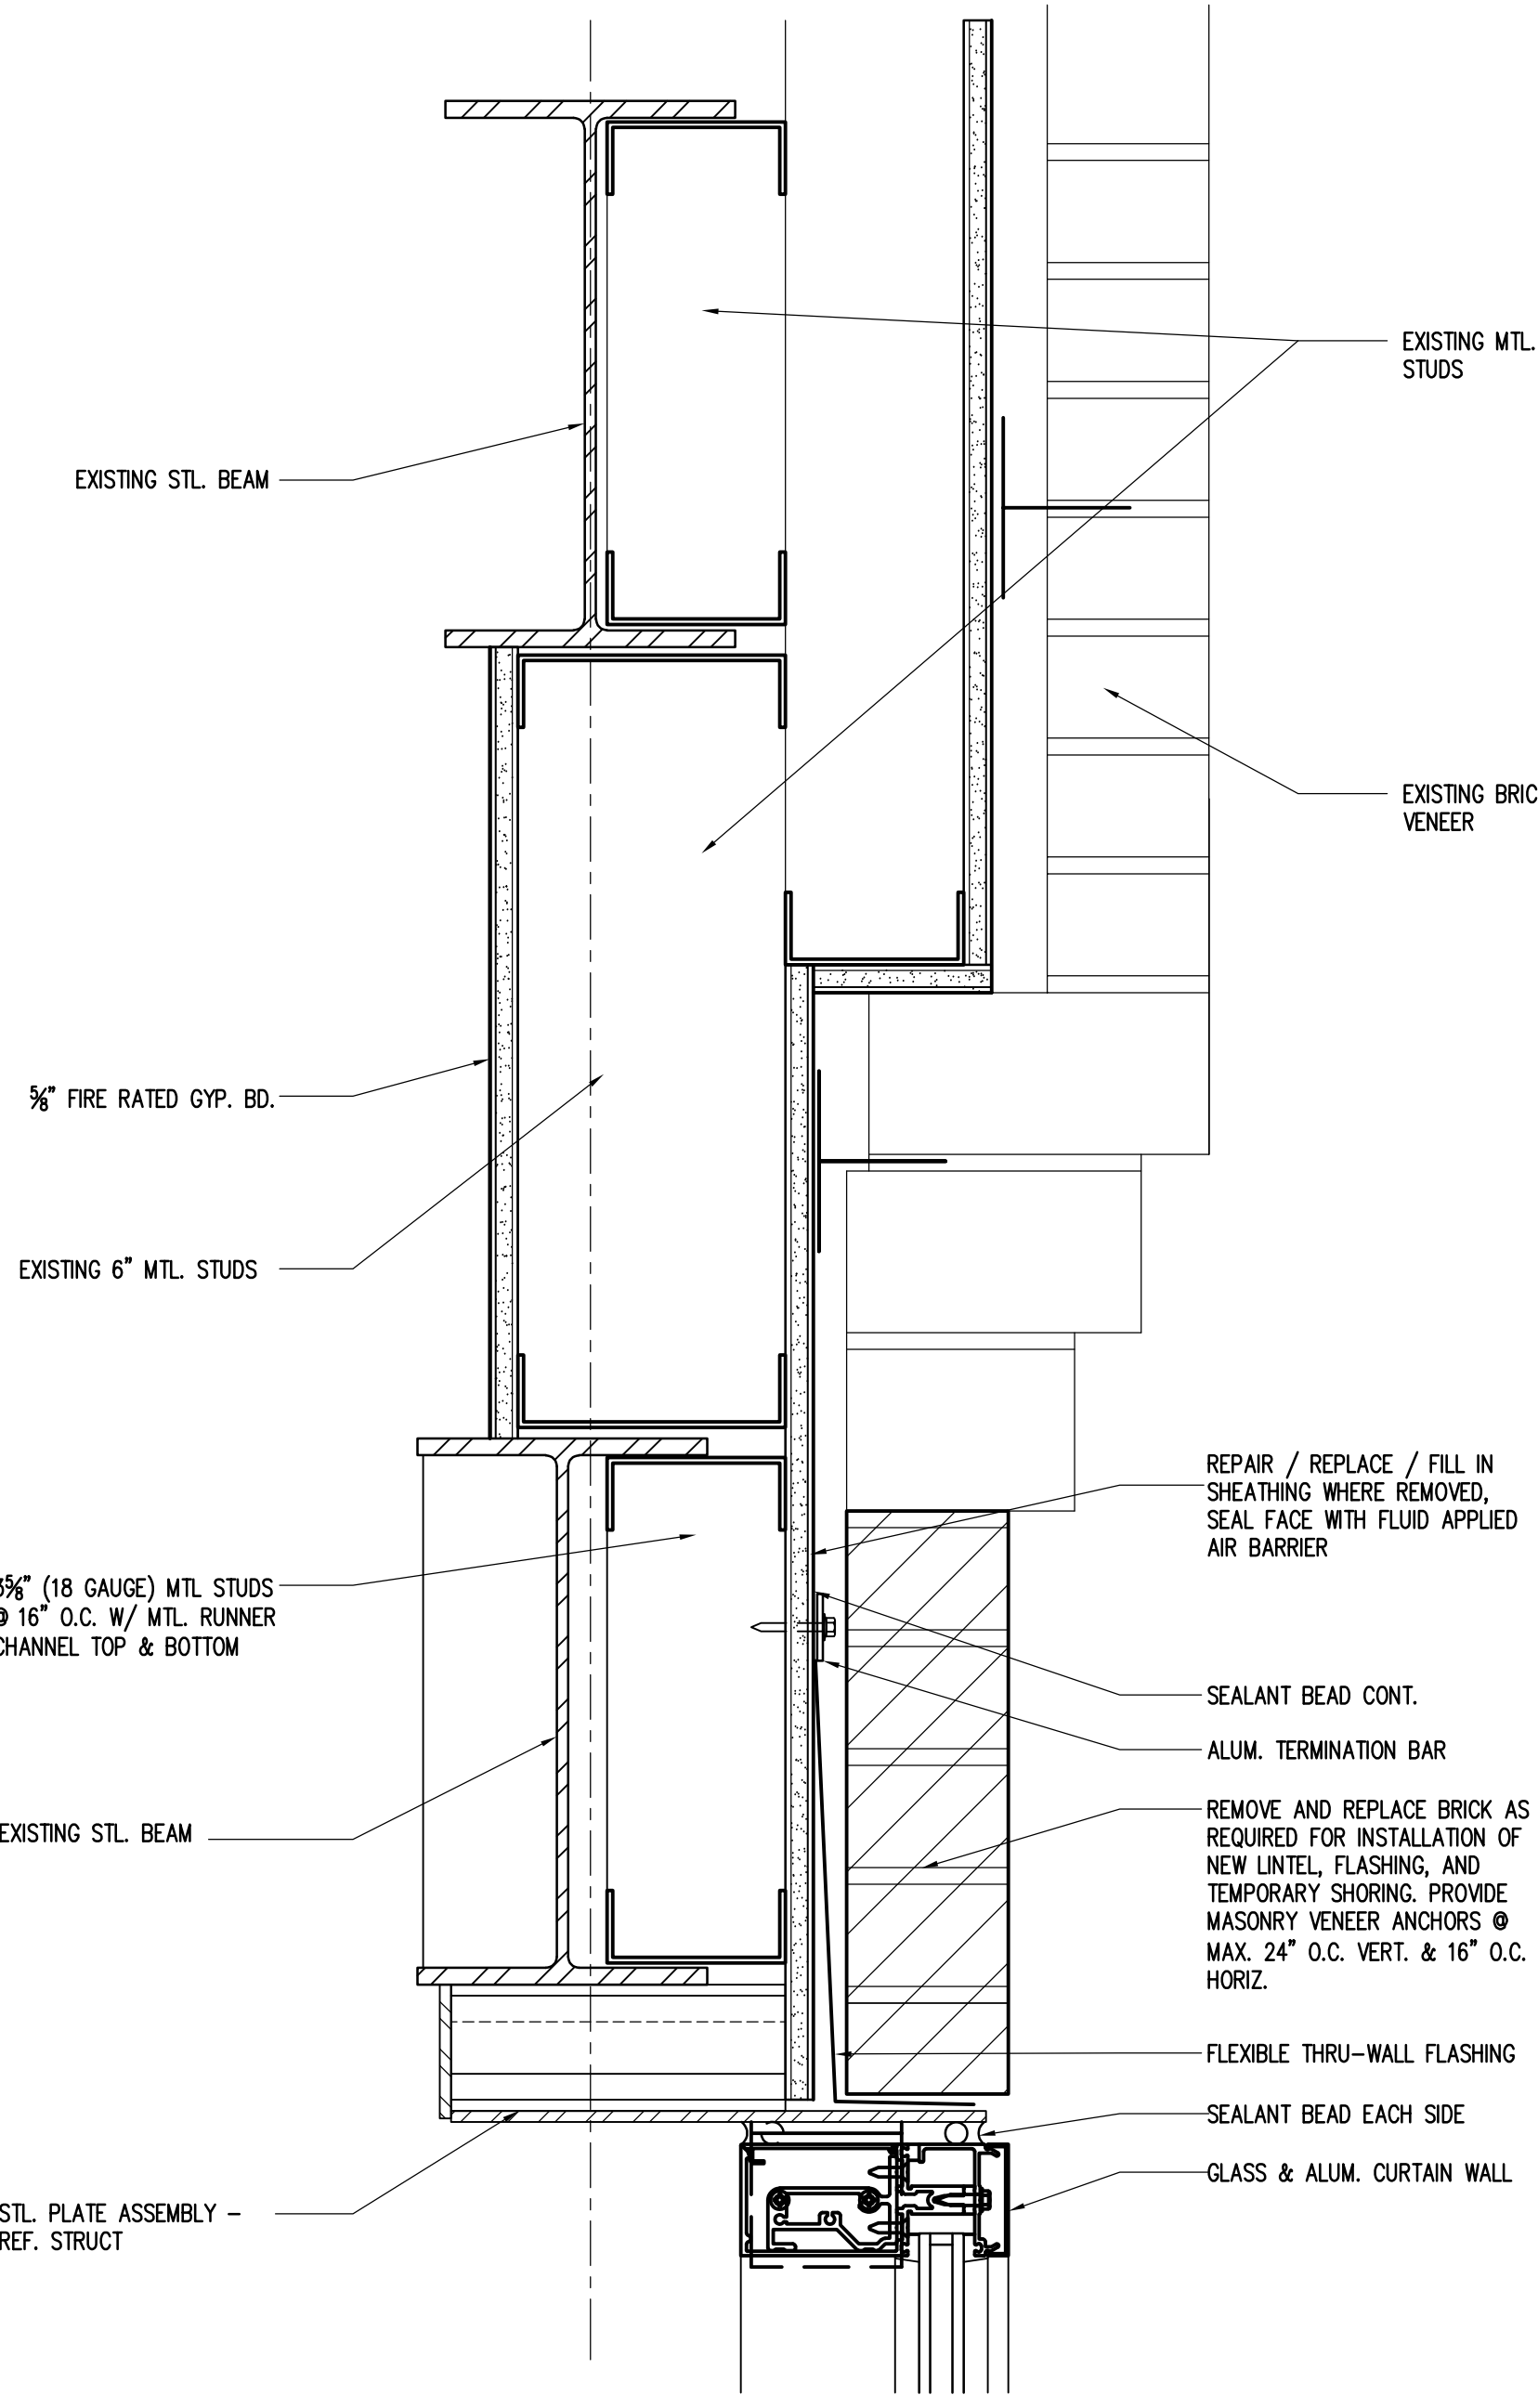 EXISTING MTL.
STUDS
EXISTING STL. BEAM
EXISTING BRIC
VENEER
⅝” FIRE RATED GYP. BD.
EXISTING 6” MTL. STUDS
REPAIR / REPLACE / FILL IN
SHEATHING WHERE REMOVED,
SEAL FACE WITH FLUID APPLIED
AIR BARRIER
3⅝” (18 GAUGE) MTL STUDS
@ 16” O.C. W/ MTL. RUNNER
CHANNEL TOP & BOTTOM
SEALANT BEAD CONT.
ALUM. TERMINATION BAR
EXISTING STL. BEAM
REMOVE AND REPLACE BRICK AS
REQUIRED FOR INSTALLATION OF
NEW LINTEL, FLASHING, AND
TEMPORARY SHORING. PROVIDE
MASONRY VENEER ANCHORS @
MAX. 24” O.C. VERT. & 16” O.C.
HORIZ.
FLEXIBLE THRU-WALL FLASHING
SEALANT BEAD EACH SIDE
GLASS & ALUM. CURTAIN WALL
STL. PLATE ASSEMBLY -
REF. STRUCT